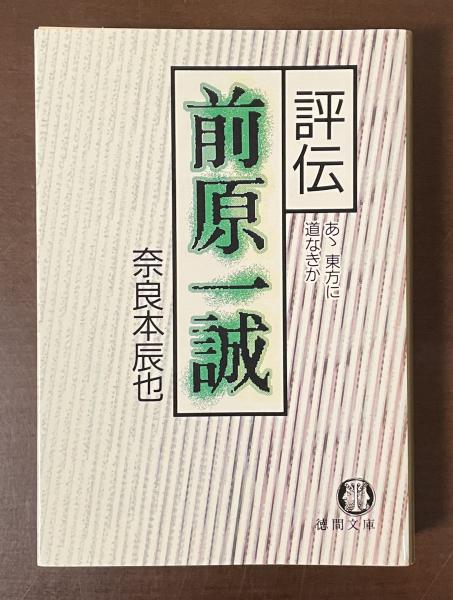 評伝
前原一誠
あゝ東方に
道なきか
奈良本辰也
徳間文庫